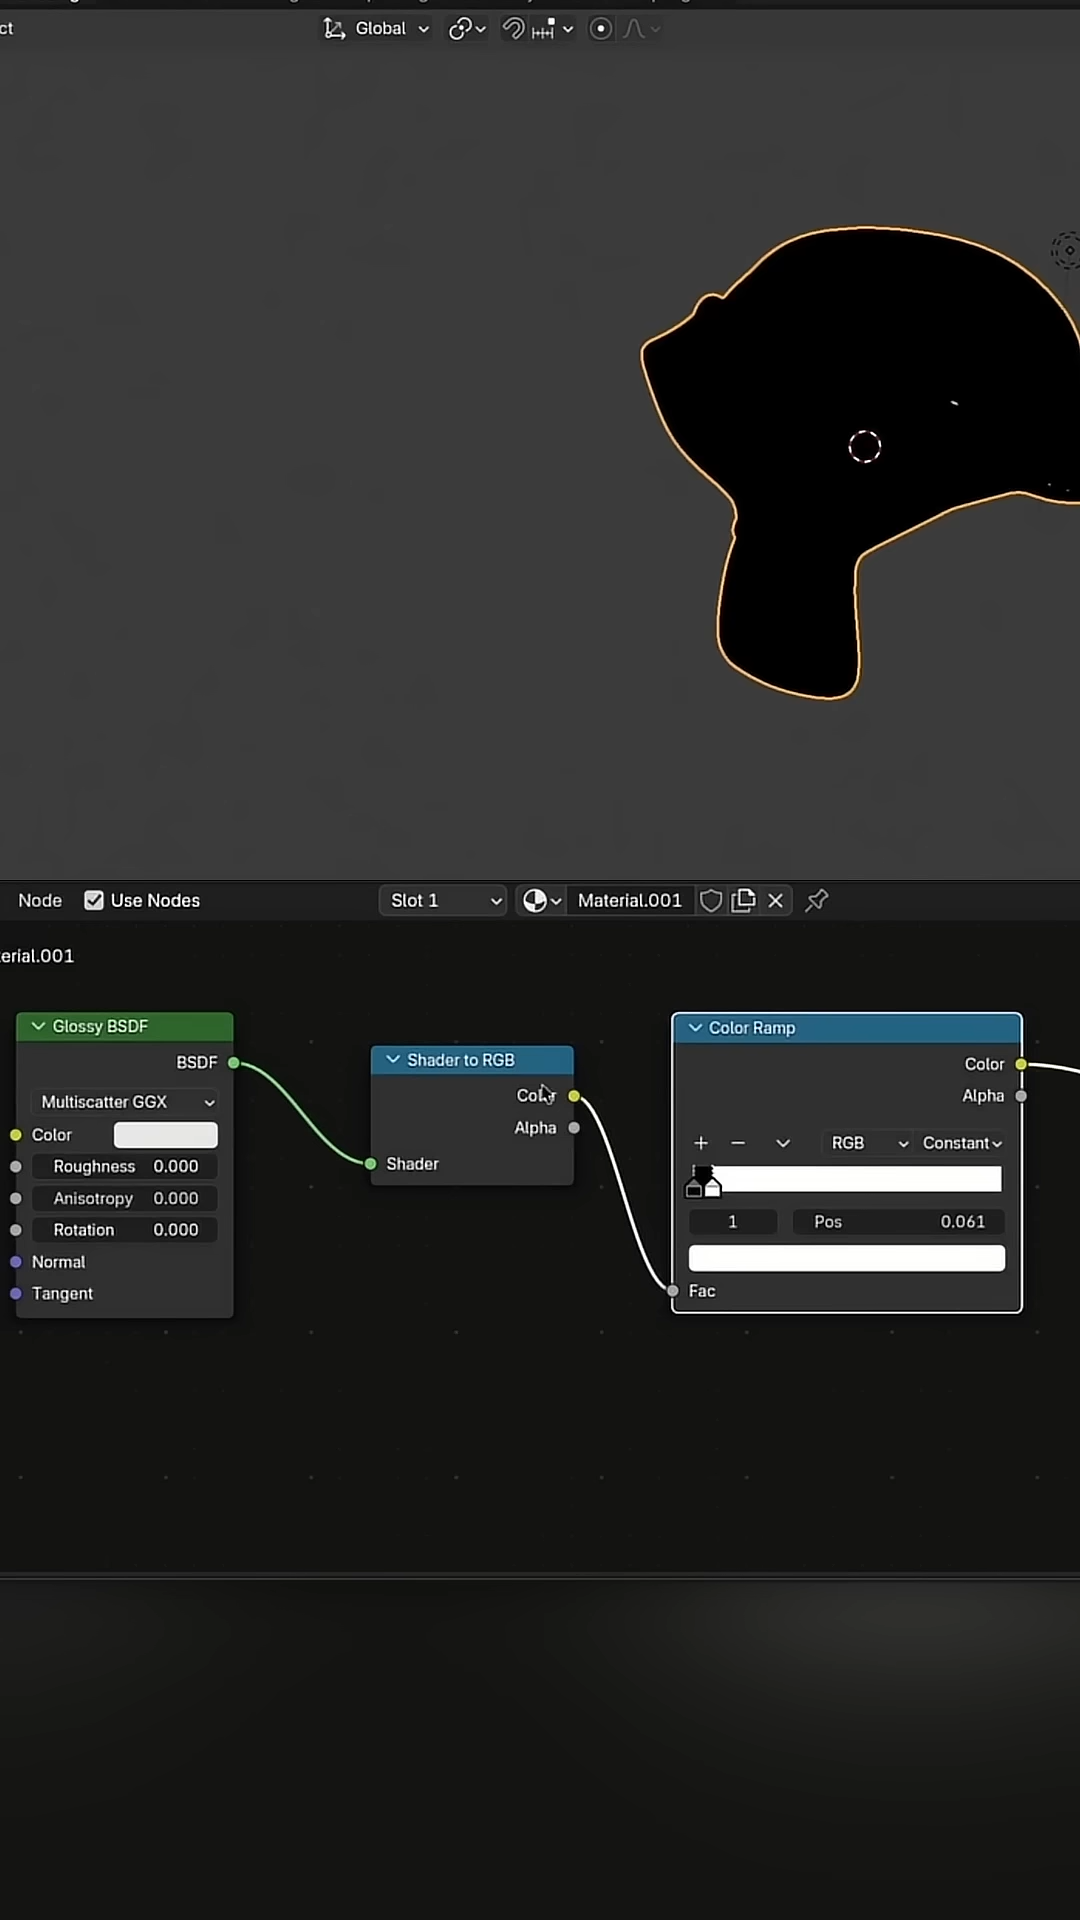 ct
Global
Node
Use Nodes
Slot 1
Material.001
erial.001
Glossy BSDF
BSDF
Multiscatter GGX
Color
Roughness 0.000
Anisotropy 0.000
Rotation 0.000
Normal
Tangent
Shader to RGB
Color
Alpha
Shader
Color Ramp
Color
Alpha
RGB
Constant
1
Pos 0.061
Fac